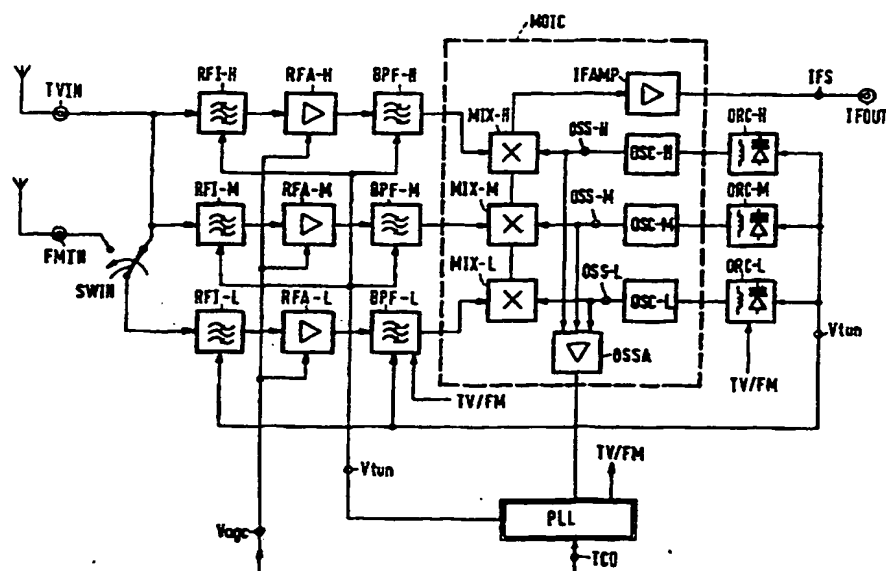 MOIC
RFI-H RFA-H BPF-H IFAMP IFS
TVIN MIX-H OSS-H ORC-H IFOUT
OSC-H
RFI-M RFA-M BPF-M MIX-M OSS-M ORC-M
OSC-M
FMIN
SWIN
MIX-L OSS-L ORC-L
RFI-L RFA-L BPF-L OSC-L
Vtun
OSSA
TV/FM TV/FM
TV/FM
Vtun
PLL
Vagc
TCO